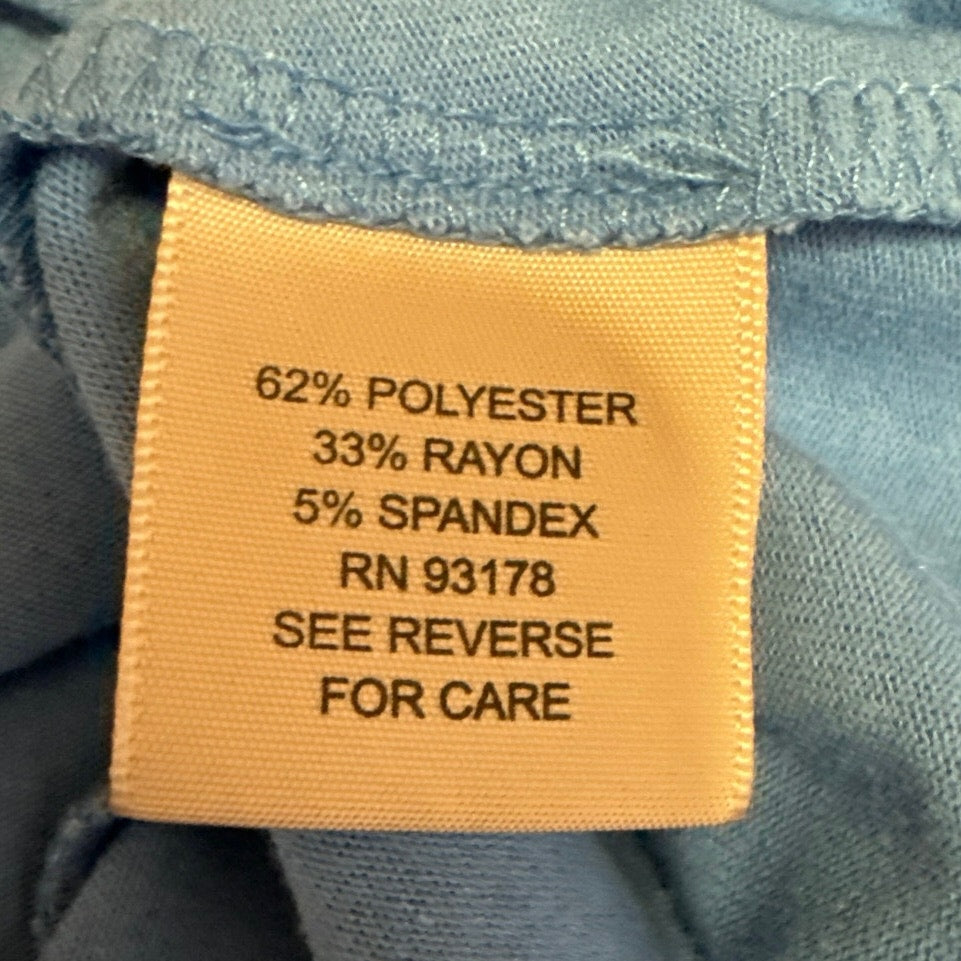 62% POLYESTER
33% RAYON
5% SPANDEX
RN 93178
SEE REVERSE
FOR CARE